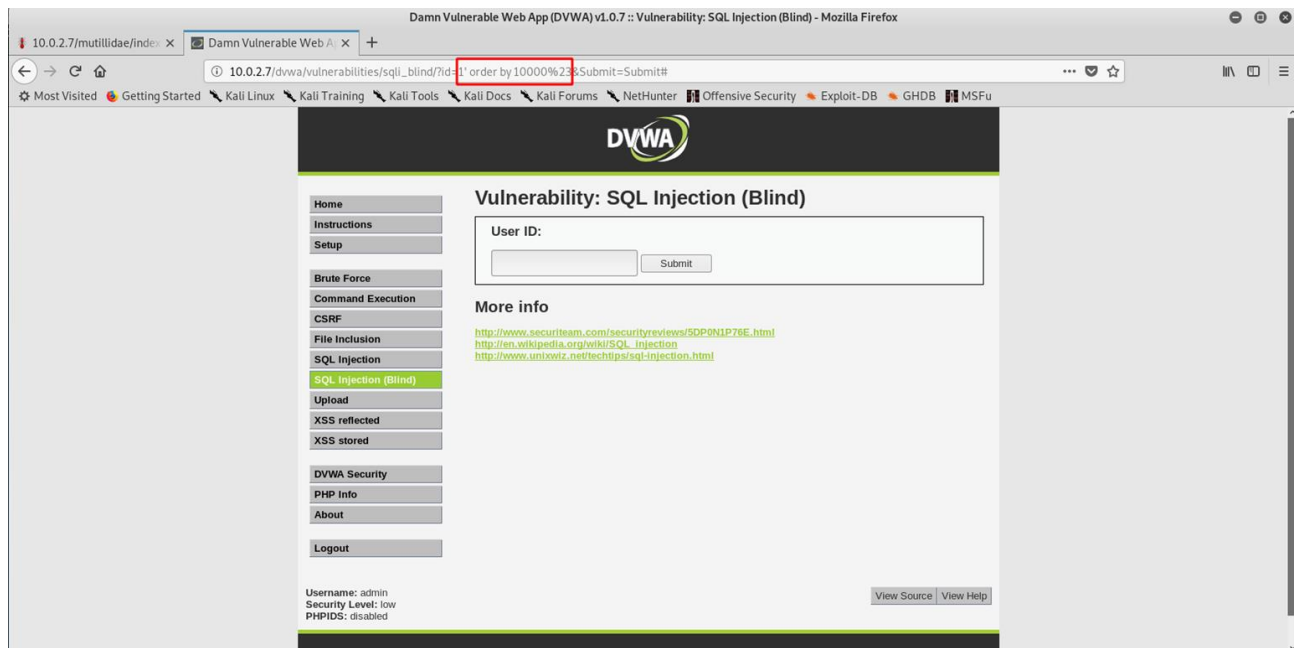 Damn Vulnerable Web App (DVWA) v1.0.7 :: Vulnerability: SQL Injection (Blind) - Mozilla Firefox
10.0.2.7/mutillidae/index × Damn Vulnerable Web A × +
10.0.2.7/dvwa/vulnerabilities/sqli_blind/?id=1' order by 10000%23&Submit=Submit#
Most Visited Getting Started Kali Linux Kali Training Kali Tools Kali Docs Kali Forums NetHunter Offensive Security Exploit-DB GHDB MSFu
DVWA
Home
Instructions
Setup
Brute Force
Command Execution
CSRF
File Inclusion
SQL Injection
SQL Injection (Blind)
Upload
XSS reflected
XSS stored
DVWA Security
PHP Info
About
Logout
Vulnerability: SQL Injection (Blind)
User ID:
Submit
More info
http://www.securiteam.com/securityreviews/5DP0N1P76E.html
http://en.wikipedia.org/wiki/SQL_injection
http://www.unixwiz.net/techtips/sql-injection.html
Username: admin
Security Level: low
PHPIDS: disabled
View Source View Help